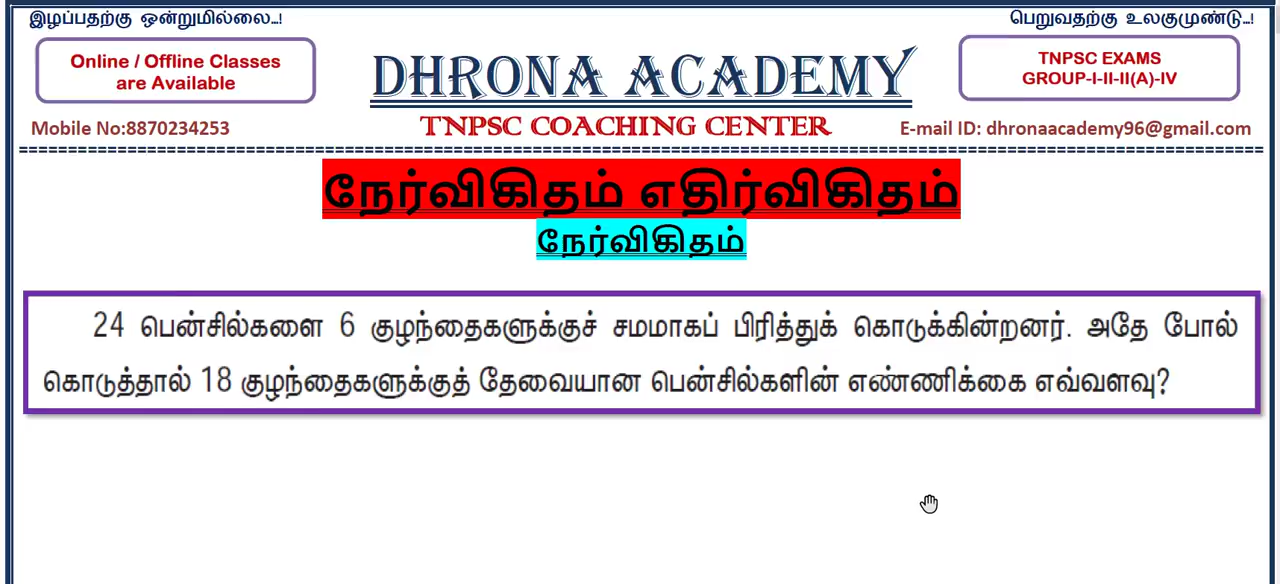 இழப்பதற்கு ஒன்றுமில்லை...!
பெறுவதற்கு உலகுமுண்டு...!
Online / Offline Classes
are Available
DHRONA ACADEMY
TNPSC EXAMS
GROUP-I-II-II(A)-IV
Mobile No:8870234253
TNPSC COACHING CENTER
E-mail ID: dhronaacademy96@gmail.com
நேர்விகிதம் எதிர்விகிதம்
நேர்விகிதம்
24 பென்சில்களை 6 குழந்தைகளுக்குச் சமமாகப் பிரித்துக் கொடுக்கின்றனர். அதே போல்
கொடுத்தால் 18 குழந்தைகளுக்குத் தேவையான பென்சில்களின் எண்ணிக்கை எவ்வளவு?